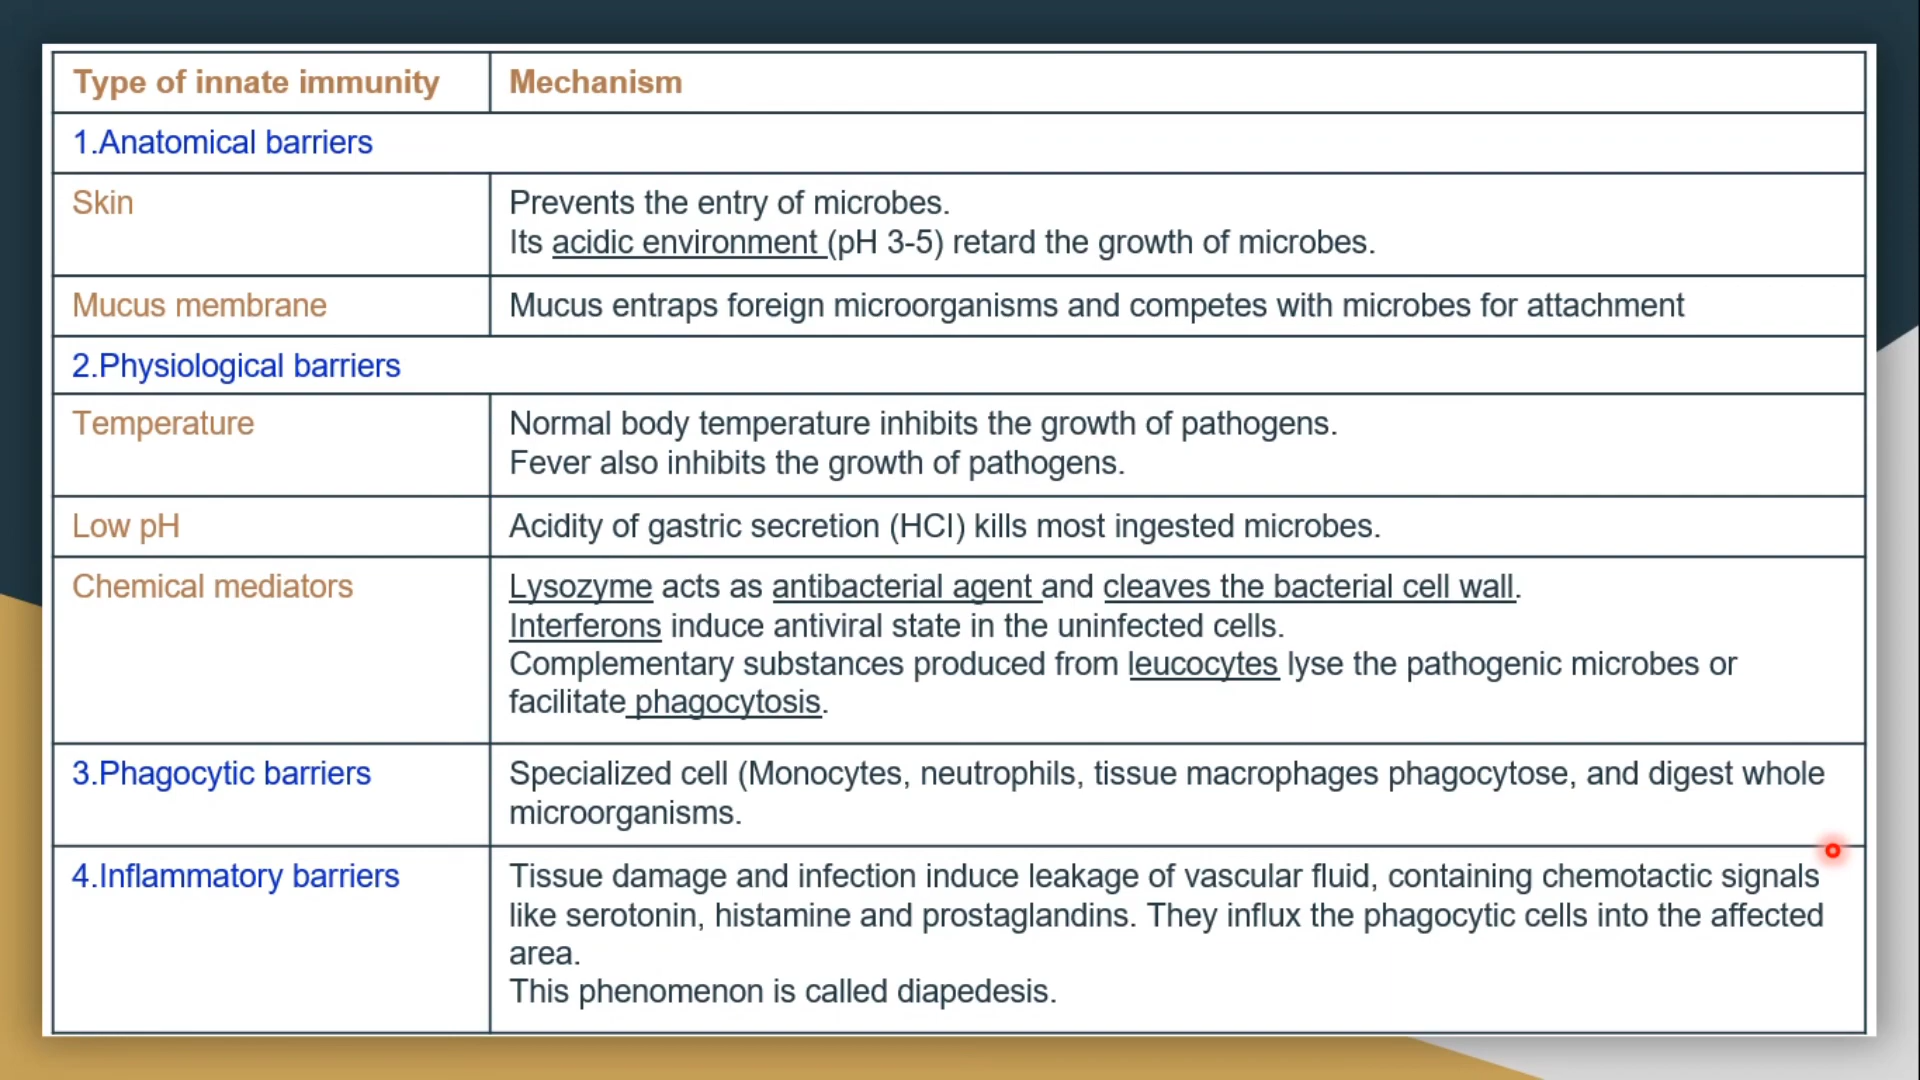 Type of innate immunity
Mechanism
1.Anatomical barriers
Skin
Prevents the entry of microbes.
Its acidic environment (pH 3-5) retard the growth of microbes.
Mucus membrane
Mucus entraps foreign microorganisms and competes with microbes for attachment
2.Physiological barriers
Temperature
Normal body temperature inhibits the growth of pathogens.
Fever also inhibits the growth of pathogens.
Low pH
Acidity of gastric secretion (HCl) kills most ingested microbes.
Chemical mediators
Lysozyme acts as antibacterial agent and cleaves the bacterial cell wall.
Interferons induce antiviral state in the uninfected cells.
Complementary substances produced from leucocytes lyse the pathogenic microbes or
facilitate phagocytosis.
3.Phagocytic barriers
Specialized cell (Monocytes, neutrophils, tissue macrophages phagocytose, and digest whole
microorganisms.
4.Inflammatory barriers
Tissue damage and infection induce leakage of vascular fluid, containing chemotactic signals
like serotonin, histamine and prostaglandins. They influx the phagocytic cells into the affected
area.
This phenomenon is called diapedesis.